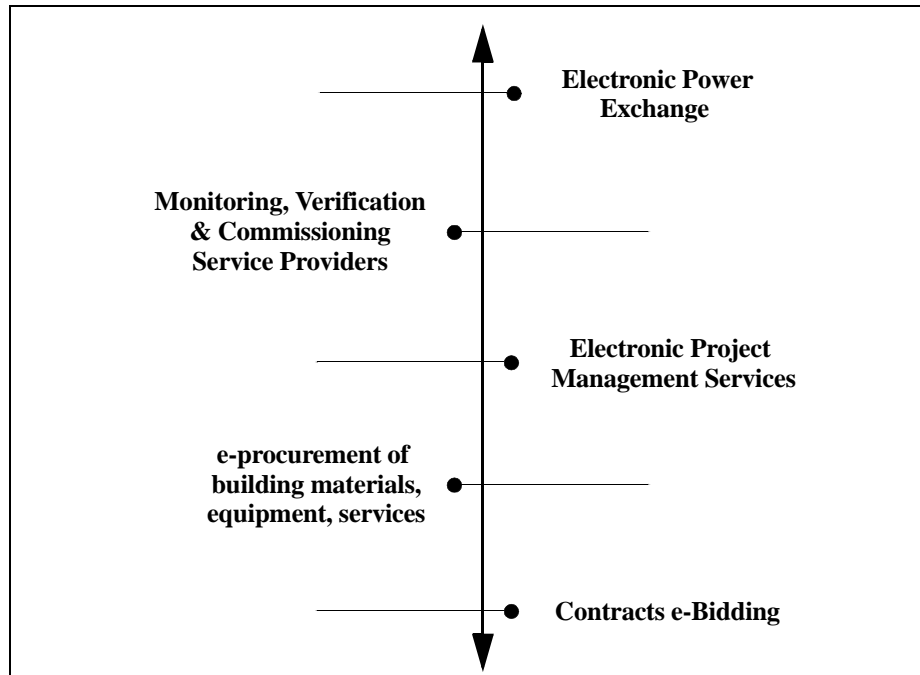 Electronic Power
Exchange
Monitoring, Verification
& Commissioning
Service Providers
Electronic Project
Management Services
e-procurement of
building materials,
equipment, services
Contracts e-Bidding